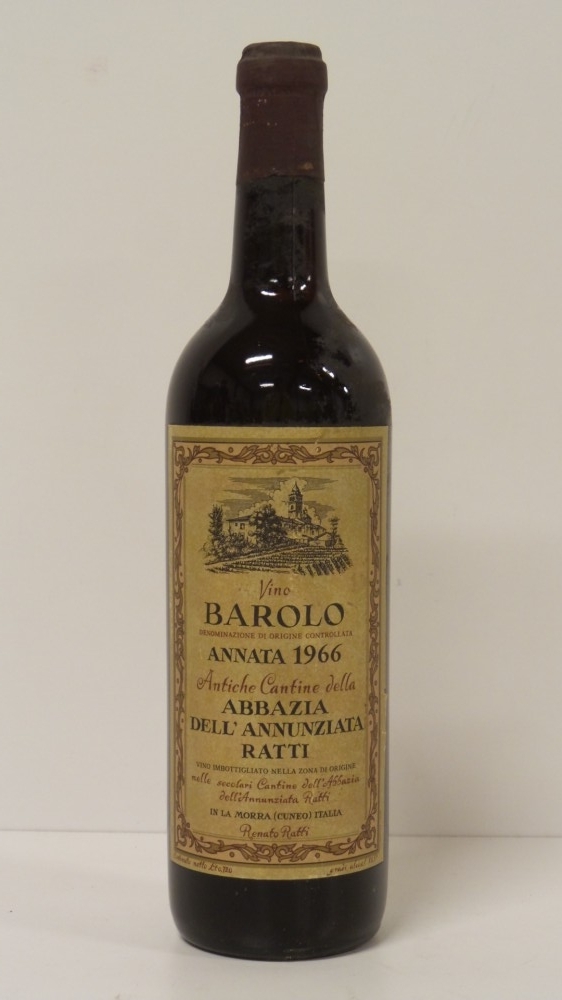 Vino
BAROLO
DENOMINAZIONE DI ORIGINE CONTROLLATA
ANNATA 1966
Antiche Cantine della
ABBAZIA
DELL'ANNUNZIATA
RATTI
VINO IMBOTTIGLIATO NELLA ZONA DI ORIGINE
nelle secolari Cantine dell'Abbazia
dell'Annunziata Ratti
IN LA MORRA (CUNEO) ITALIA
Renato Ratti